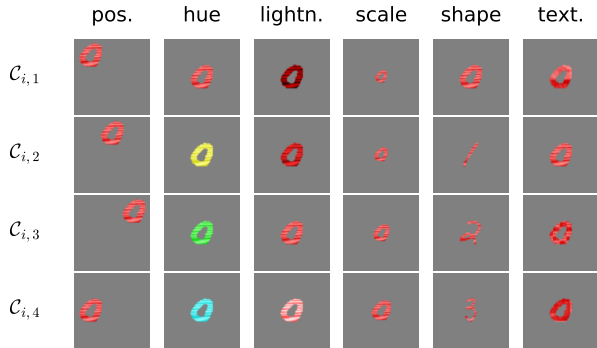 pos. hue lightn. scale shape text.
𝒞i,1
𝒞i,2
𝒞i,3
𝒞i,4